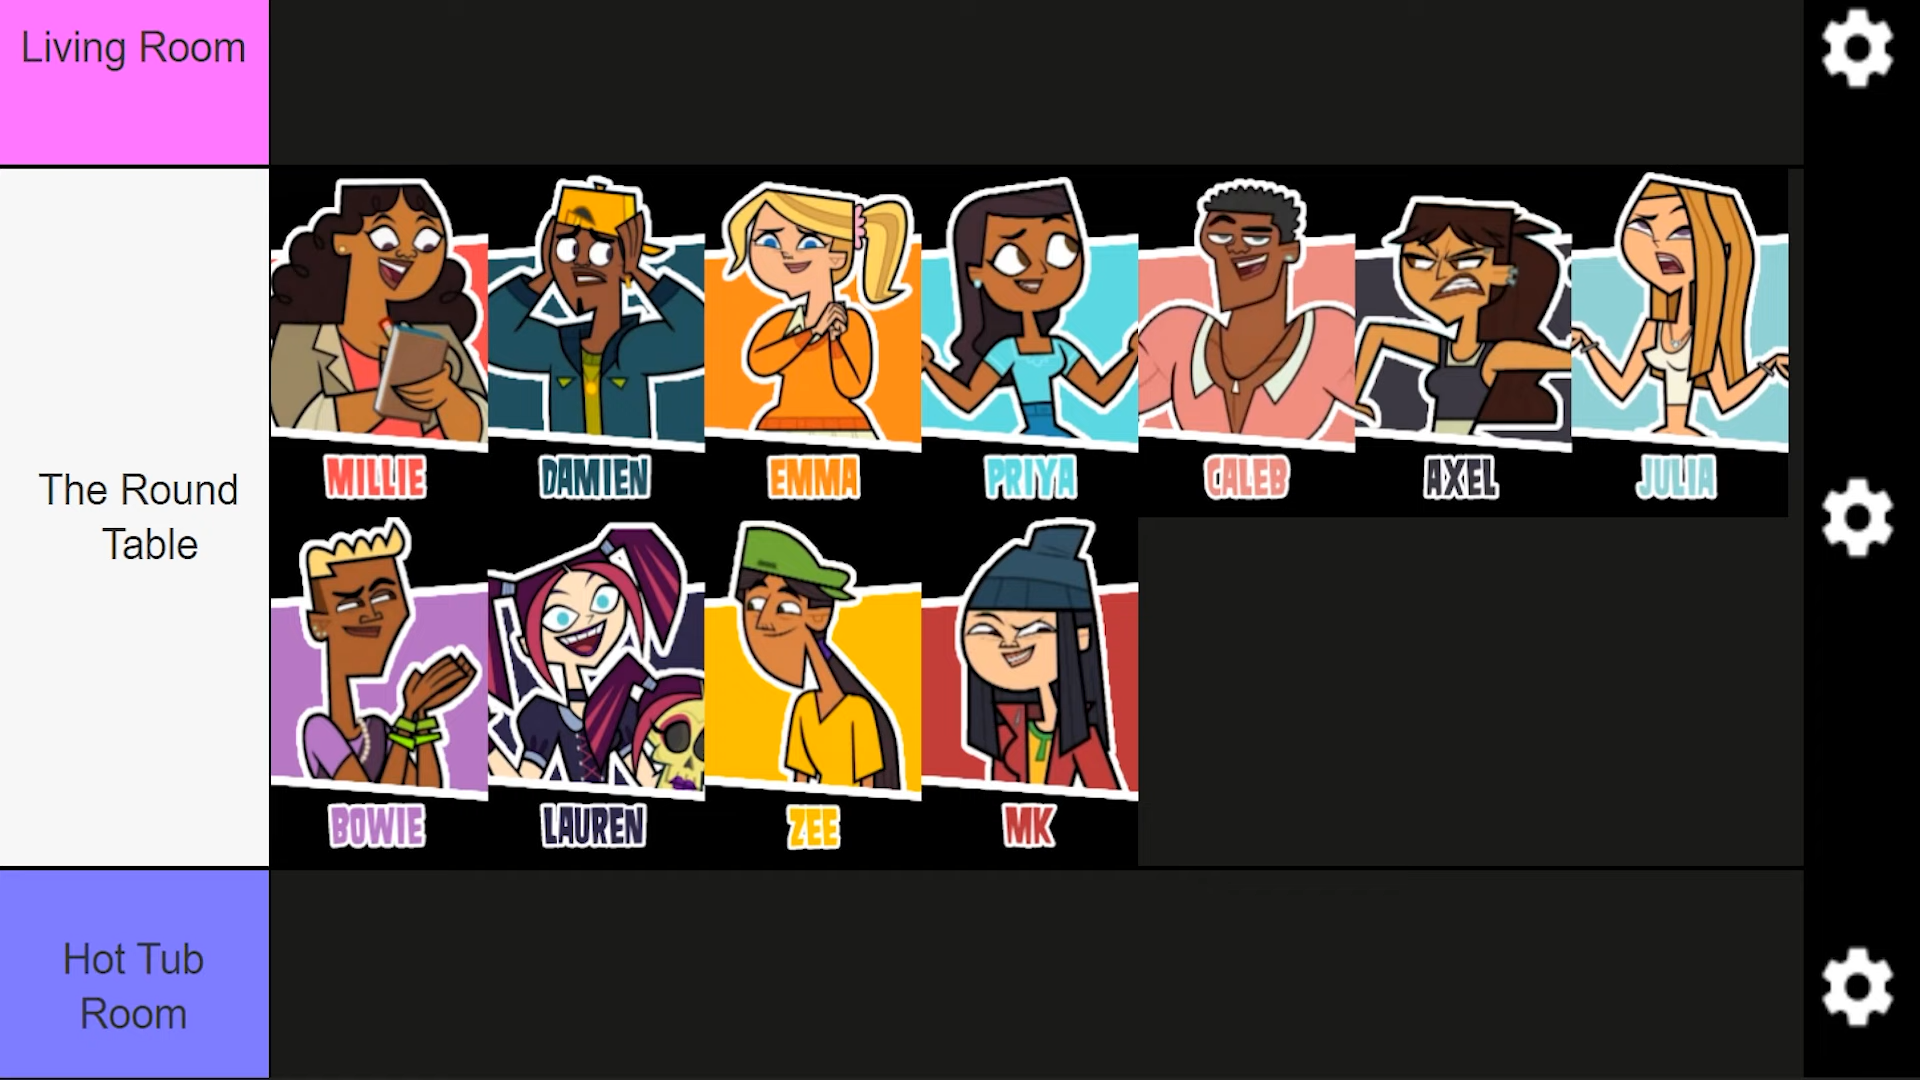 Living Room
The Round
Table
MILLIE
DAMIEN
EMMA
PRIYA
CALEB
AXEL
JULIA
BOWIE
LAUREN
ZEE
MK
Hot Tub
Room